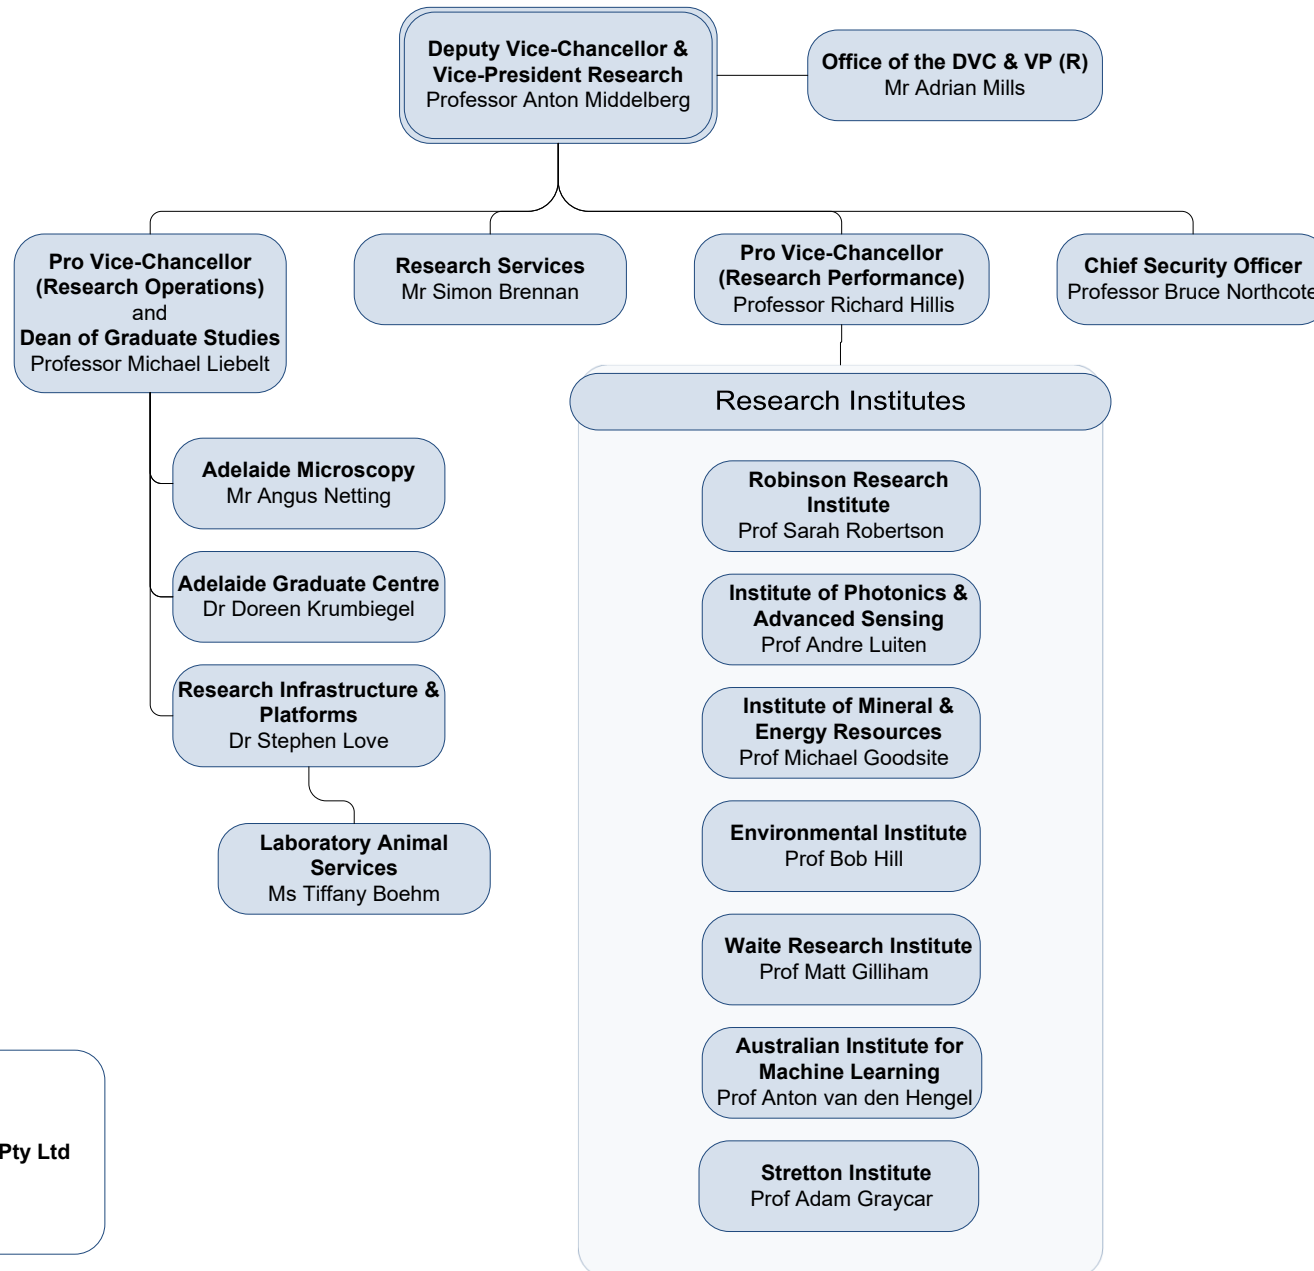 Deputy Vice-Chancellor &
Vice-President Research
Professor Anton Middelberg
Office of the DVC & VP (R)
Mr Adrian Mills
Pro Vice-Chancellor
(Research Operations)
and
Dean of Graduate Studies
Professor Michael Liebelt
Research Services
Mr Simon Brennan
Pro Vice-Chancellor
(Research Performance)
Professor Richard Hillis
Chief Security Officer
Professor Bruce Northcote
Research Institutes
Adelaide Microscopy
Mr Angus Netting
Adelaide Graduate Centre
Dr Doreen Krumbiegel
Research Infrastructure &
Platforms
Dr Stephen Love
Laboratory Animal
Services
Ms Tiffany Boehm
Robinson Research
Institute
Prof Sarah Robertson
Institute of Photonics &
Advanced Sensing
Prof Andre Luiten
Institute of Mineral &
Energy Resources
Prof Michael Goodsite
Environmental Institute
Prof Bob Hill
Waite Research Institute
Prof Matt Gilliham
Australian Institute for
Machine Learning
Prof Anton van den Hengel
Stretton Institute
Prof Adam Graycar
Pty Ltd